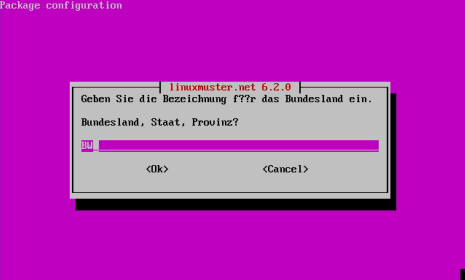 Package configuration
linuxmuster.net 6.2.0
Geben Sie die Bezeichnung f??r das Bundesland ein.
Bundesland, Staat, Provinz?
BW
<Ok> <Cancel>